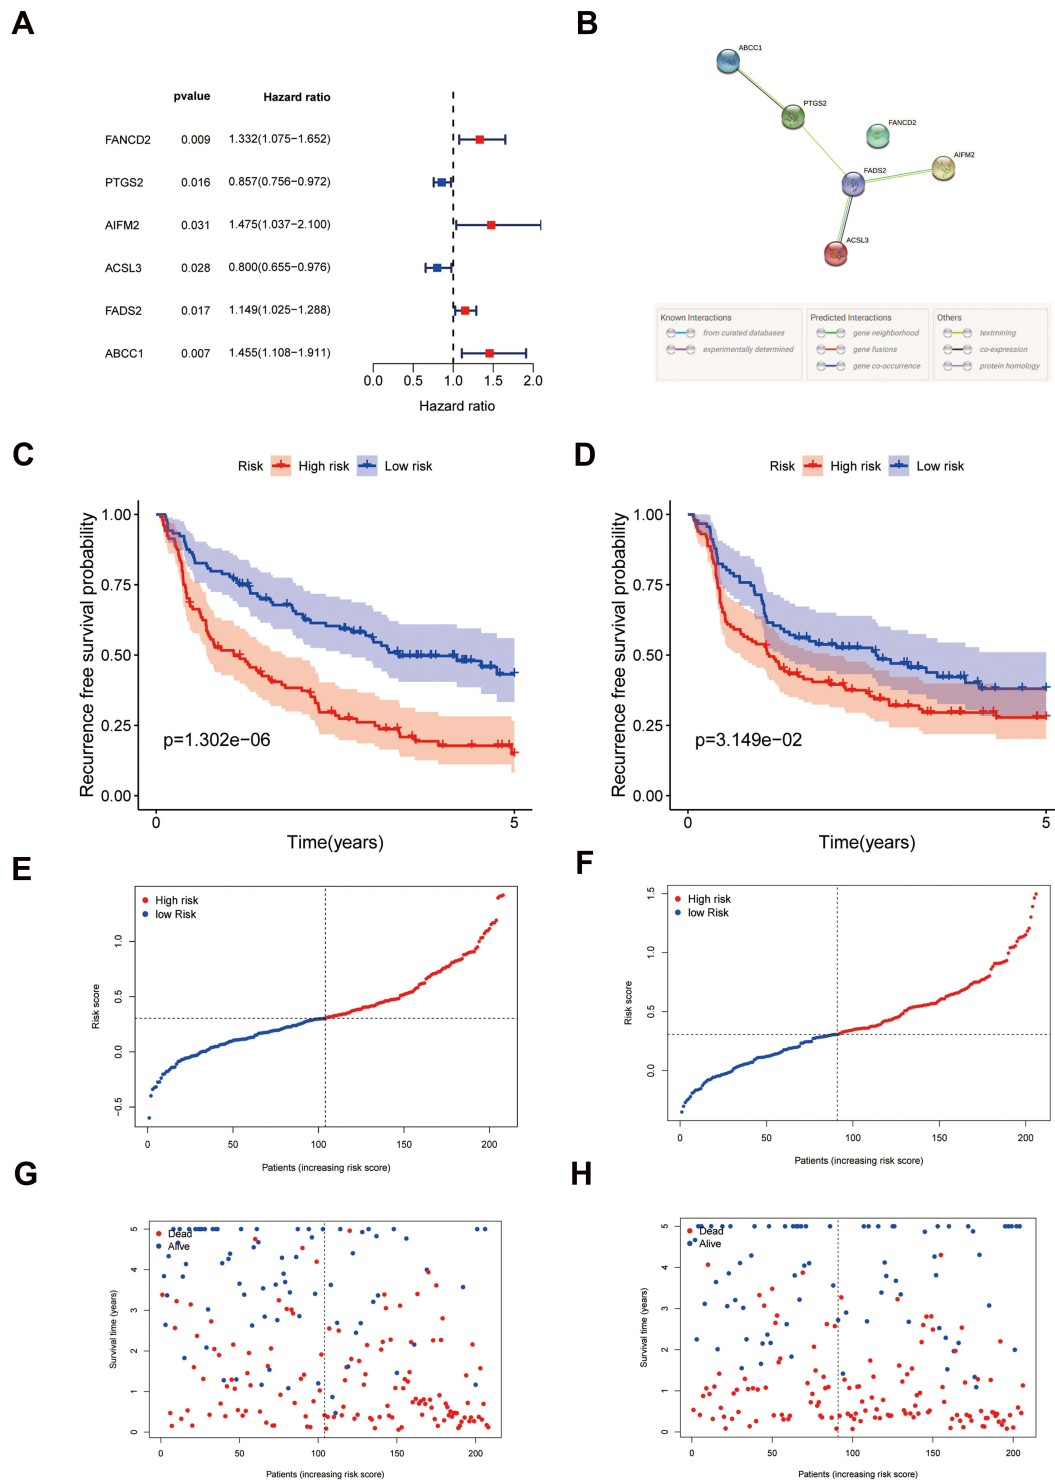 A
pvalue Hazard ratio
FANCD2 0.009 1.332(1.075−1.652)
PTGS2 0.016 0.857(0.756−0.972)
AIFM2 0.031 1.475(1.037−2.100)
ACSL3 0.028 0.800(0.655−0.976)
FADS2 0.017 1.149(1.025−1.288)
ABCC1 0.007 1.455(1.108−1.911)
0.0 0.5 1.0 1.5 2.0
Hazard ratio
B
ABCC1
PTGS2
FANCD2
AIFM2
FADS2
ACSL3
Known Interactions
from curated databases
experimentally determined
Predicted Interactions
gene neighborhood
gene fusions
gene co-occurrence
Others
textmining
co-expression
protein homology
C
Risk High risk Low risk
Recurrence free survival probability
1.00
0.75
0.50
0.25
0.00
p=1.302e−06
0 5
Time(years)
D
Risk High risk Low risk
Recurrence free survival probability
1.00
0.75
0.50
0.25
0.00
p=3.149e−02
0 5
Time(years)
E
High risk
low Risk
Risk score
1.0
0.5
0.0
−0.5
0 50 100 150 200
Patients (increasing risk score)
F
High risk
low Risk
Risk score
1.5
1.0
0.5
0.0
0 50 100 150 200
Patients (increasing risk score)
G
Dead
Alive
Survival time (years)
5
4
3
2
1
0
0 50 100 150 200
Patients (increasing risk score)
H
Dead
Alive
Survival time (years)
5
4
3
2
1
0
0 50 100 150 200
Patients (increasing risk score)